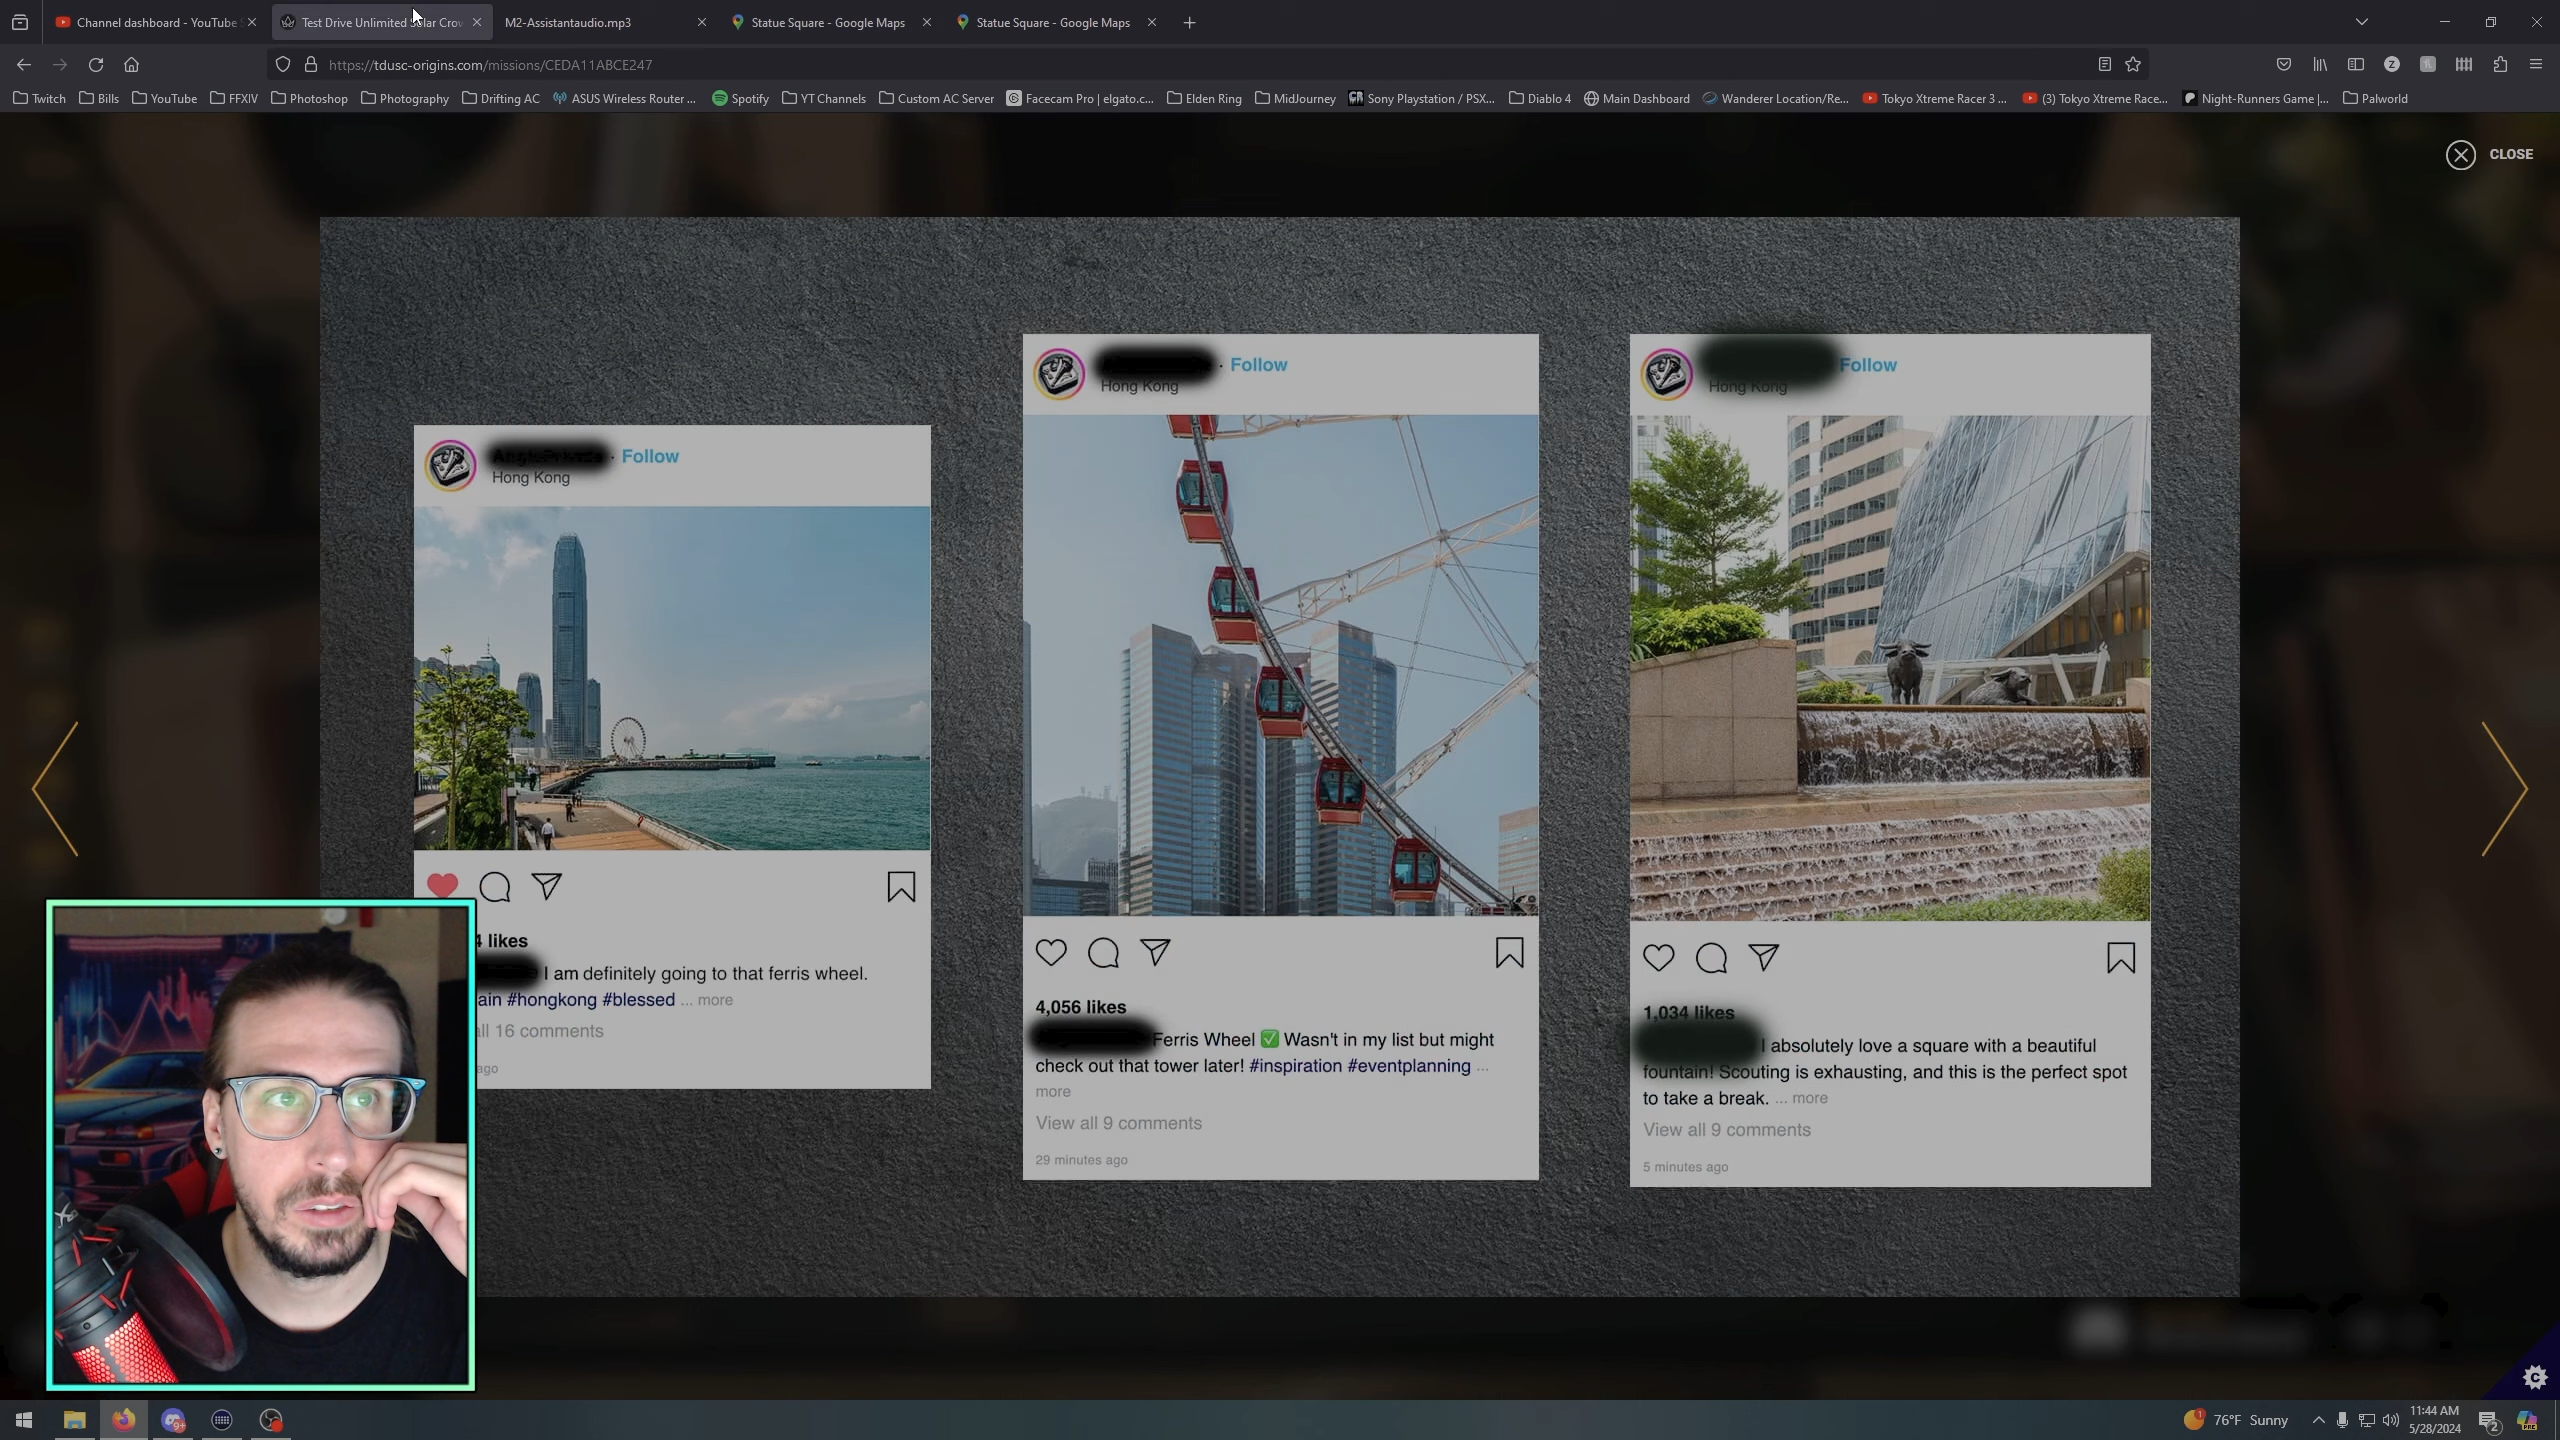 Channel dashboard - YouTube S
Test Drive Unlimited Solar Crow
M2-Assistantaudio.mp3
Statue Square - Google Maps
Statue Square - Google Maps
https://tdusc-origins.com/missions/CEDA11ABCE247
Twitch
Bills
YouTube
FFXIV
Photoshop
Photography
Drifting AC
ASUS Wireless Router ...
Spotify
YT Channels
Custom AC Server
Facecam Pro | elgato.c...
Elden Ring
MidJourney
Sony Playstation / PSX...
Diablo 4
Main Dashboard
Wanderer Location/Re...
Tokyo Xtreme Racer 3 ...
(3) Tokyo Xtreme Race...
Night-Runners Game |...
Palworld
CLOSE
· Follow
Hong Kong
4 likes
I am definitely going to that ferris wheel.
ain #hongkong #blessed ... more
all 16 comments
ago
· Follow
Hong Kong
4,056 likes
Ferris Wheel ✅ Wasn't in my list but might
check out that tower later! #inspiration #eventplanning ...
more
View all 9 comments
29 minutes ago
Follow
Hong Kong
1,034 likes
I absolutely love a square with a beautiful
fountain! Scouting is exhausting, and this is the perfect spot
to take a break. ... more
View all 9 comments
5 minutes ago
76°F Sunny
11:44 AM
5/28/2024